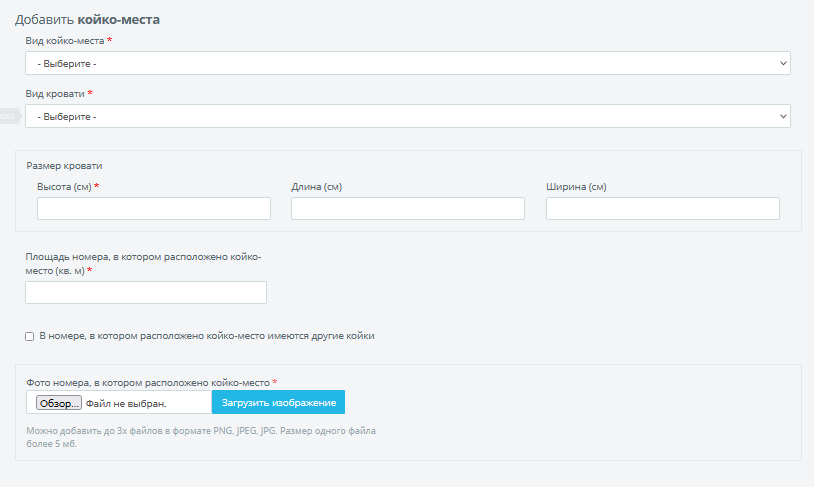 Добавить койко-места
Вид койко-места *
- Выберите -
Вид кровати *
- Выберите -
Размер кровати
Высота (см) * Длина (см) Ширина (см)
Площадь номера, в котором расположено койко-
место (кв. м) *
В номере, в котором расположено койко-место имеются другие койки
Фото номера, в котором расположено койко-место *
Обзор... Файл не выбран. Загрузить изображение
Можно добавить до 3х файлов в формате PNG, JPEG, JPG. Размер одного файла
более 5 мб.